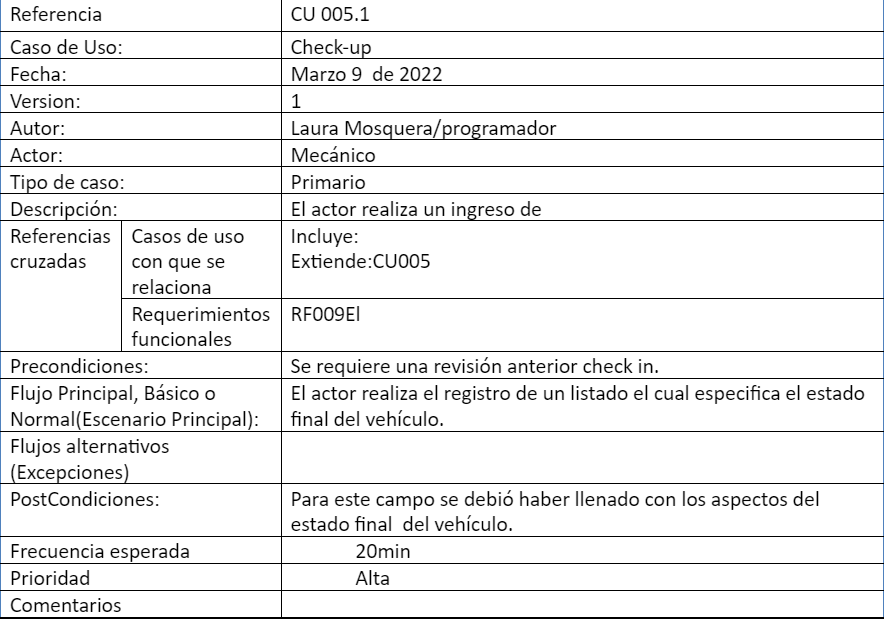 Referencia CU 005.1
Caso de Uso: Check-up
Fecha: Marzo 9  de 2022
Version: 1
Autor: Laura Mosquera/programador
Actor: Mecánico
Tipo de caso: Primario
Descripción: El actor realiza un ingreso de
Referencias
cruzadas
Casos de uso
con que se
relaciona
Incluye:
Extiende:CU005
Requerimientos
funcionales
RF009El
Precondiciones: Se requiere una revisión anterior check in.
Flujo Principal, Básico o
Normal(Escenario Principal):
El actor realiza el registro de un listado el cual especifica el estado
final del vehículo.
Flujos alternativos
(Excepciones)
PostCondiciones:
Para este campo se debió haber llenado con los aspectos del
estado final  del vehículo.
Frecuencia esperada 20min
Prioridad Alta
Comentarios